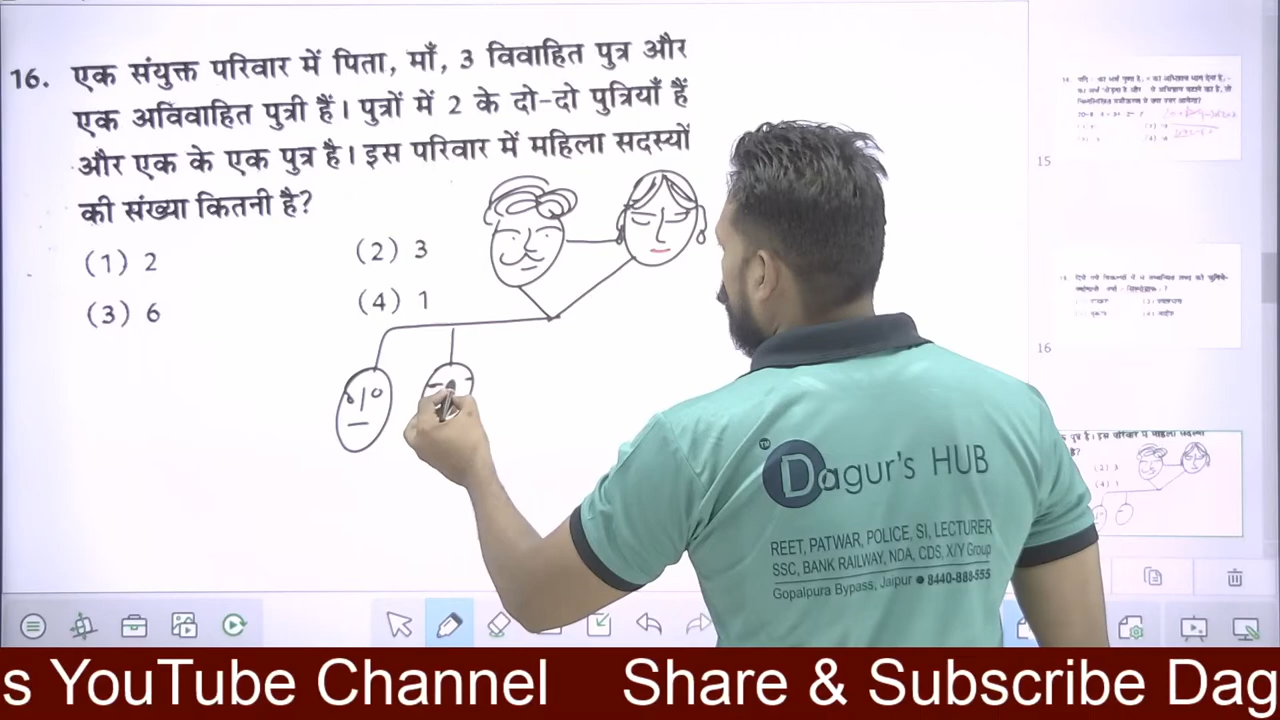 16. एक संयुक्त परिवार में पिता, माँ, 3 विवाहित पुत्र और
एक अविवाहित पुत्री हैं। पुत्रों में 2 के दो-दो पुत्रियाँ हैं
और एक के एक पुत्र है। इस परिवार में महिला सदस्यों
की संख्या कितनी है?
(1) 2
(2) 3
(3) 6
(4) 1
15
16
TM
Dagur's HUB
REET, PATWAR, POLICE, SI, LECTURER
SSC, BANK RAILWAY, NDA, CDS, X/Y Group
Gopalpura Bypass, Jaipur ● 8440-888-555
s YouTube Channel Share & Subscribe Dag